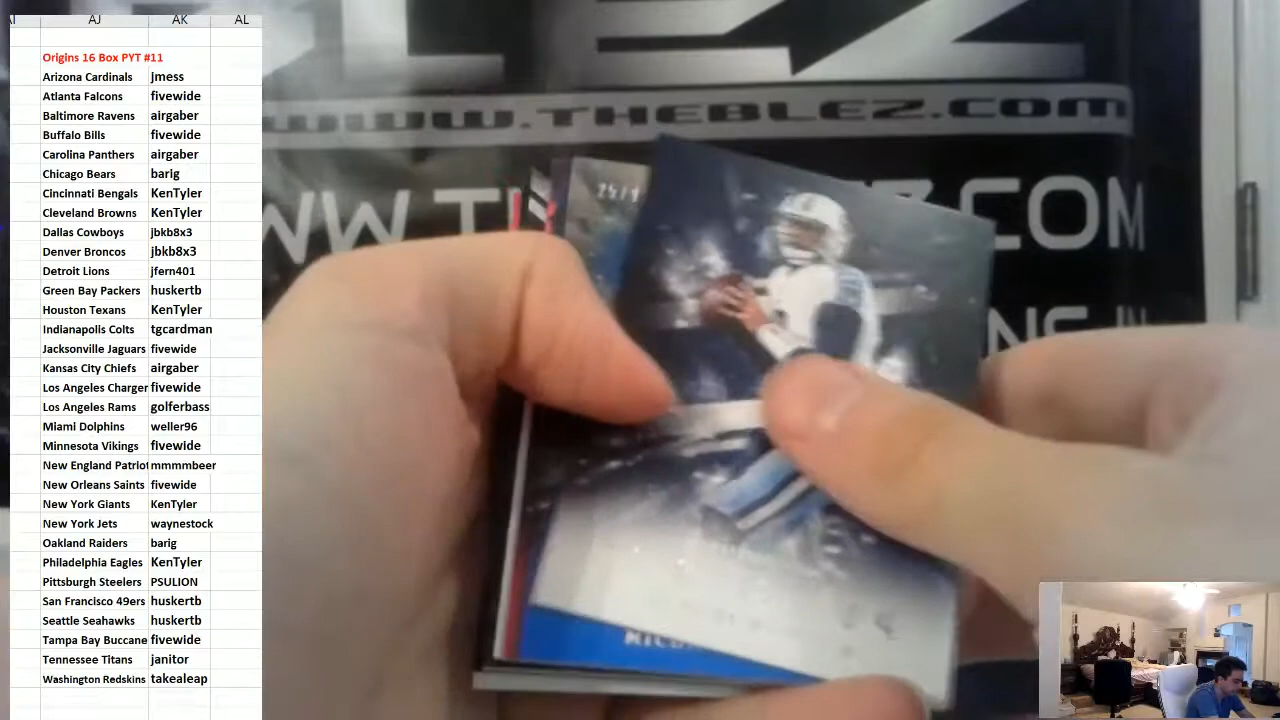 AJ AK AL
Origins 16 Box PYT #11
Arizona Cardinals jmess
Atlanta Falcons fivewide
Baltimore Ravens airgaber
Buffalo Bills fivewide
Carolina Panthers airgaber
Chicago Bears barig
Cincinnati Bengals KenTyler
Cleveland Browns KenTyler
Dallas Cowboys jbkb8x3
Denver Broncos jbkb8x3
Detroit Lions jfern401
Green Bay Packers huskertb
Houston Texans KenTyler
Indianapolis Colts tgcardman
Jacksonville Jaguars fivewide
Kansas City Chiefs airgaber
Los Angeles Charger fivewide
Los Angeles Rams golferbass
Miami Dolphins weller96
Minnesota Vikings fivewide
New England Patriot mmmmbeer
New Orleans Saints fivewide
New York Giants KenTyler
New York Jets waynestock
Oakland Raiders barig
Philadelphia Eagles KenTyler
Pittsburgh Steelers PSULION
San Francisco 49ers huskertb
Seattle Seahawks huskertb
Tampa Bay Buccane fivewide
Tennessee Titans janitor
Washington Redskins takealeap
BLEZ
WWW.THEBLEZ.COM
WW.THEBLEZ.COM